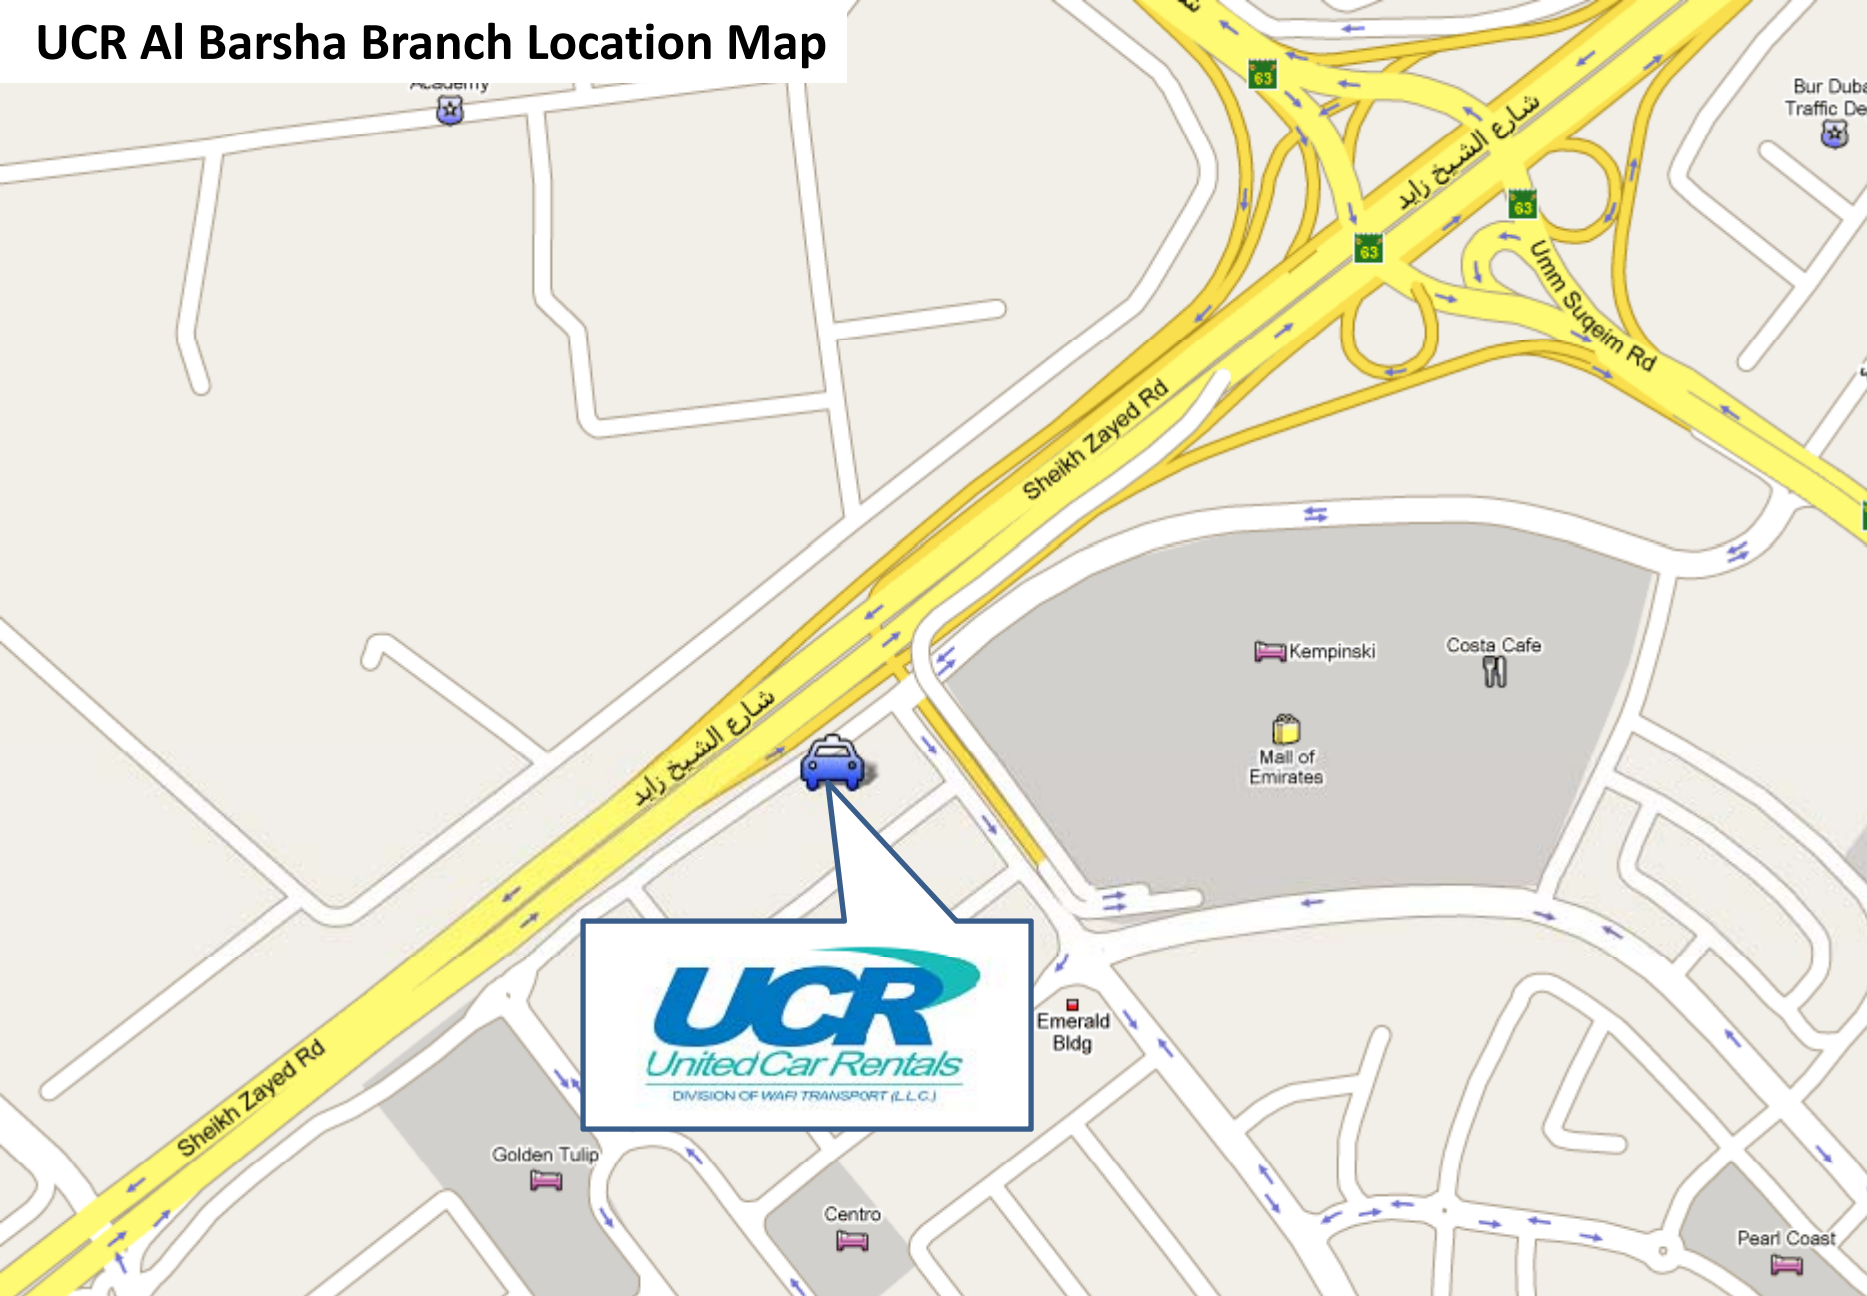 UCR Al Barsha Branch Location Map
Academy
63
شارع الشيخ زايد
63
63
Bur Duba
Traffic De
Umm Suqeim Rd
Sheikh Zayed Rd
Kempinski
Costa Cafe
Mall of
Emirates
شارع الشيخ زايد
UCR
United Car Rentals
DIVISION OF WAFI TRANSPORT (L.L.C.)
Emerald
Bldg
Sheikh Zayed Rd
Golden Tulip
Centro
Pearl Coast